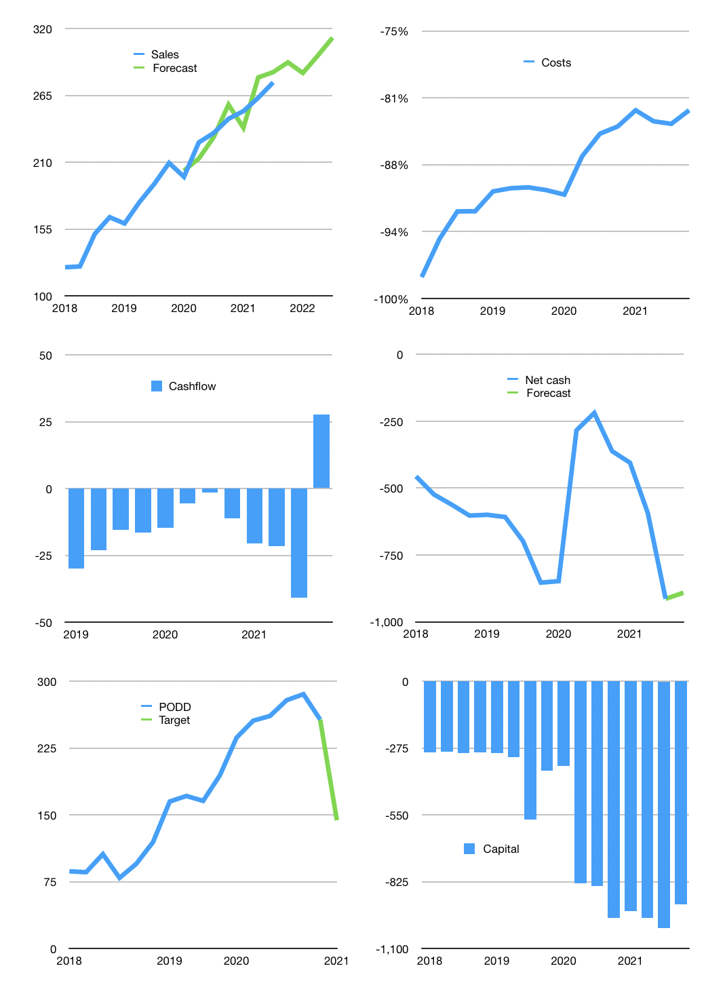 320
Sales
Forecast
265
210
155
100
2018 2019 2020 2021 2022
-75%
Costs
-81%
-88%
-94%
-100%
2018 2019 2020 2021
50
Cashflow
25
0
-25
-50
2019 2020 2021
0
Net cash
Forecast
-250
-500
-750
-1,000
2018 2019 2020 2021
300
PODD
Target
225
150
75
0
2018 2019 2020 2021
0
-275
-550
Capital
-825
-1,100
2018 2019 2020 2021